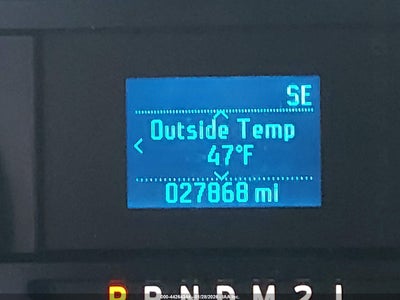 SE
Outside Temp
47°F
027868 mi
P R N D M 2 1